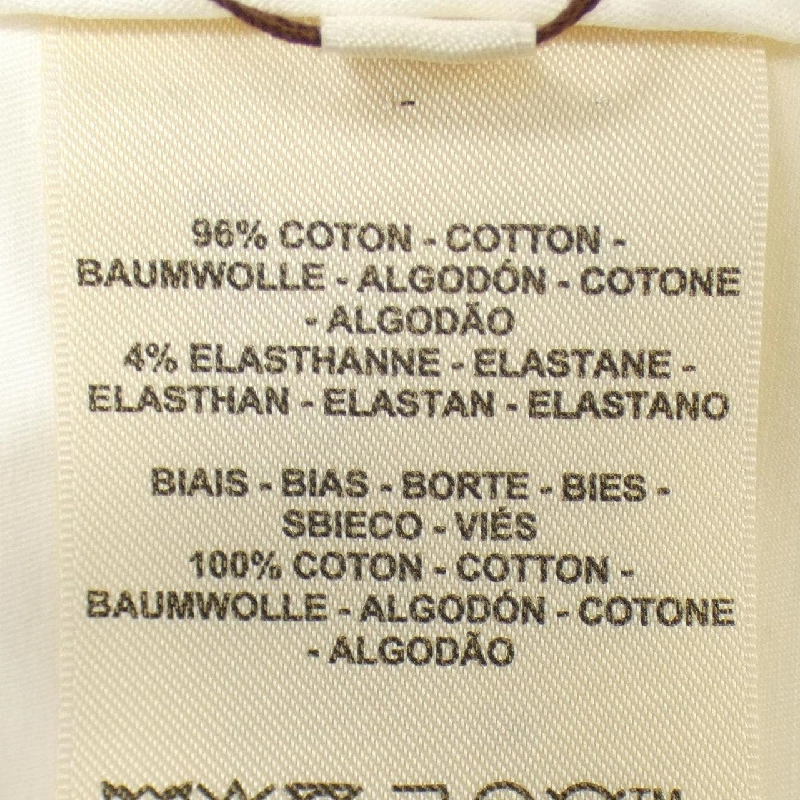 -
96% COTON - COTTON -
BAUMWOLLE - ALGODÓN - COTONE
- ALGODÃO
4% ELASTHANNE - ELASTANE -
ELASTHAN - ELASTAN - ELASTANO
BIAIS - BIAS - BORTE - BIES -
SBIECO - VIÉS
100% COTON - COTTON -
BAUMWOLLE - ALGODÓN - COTONE
- ALGODÃO
TM